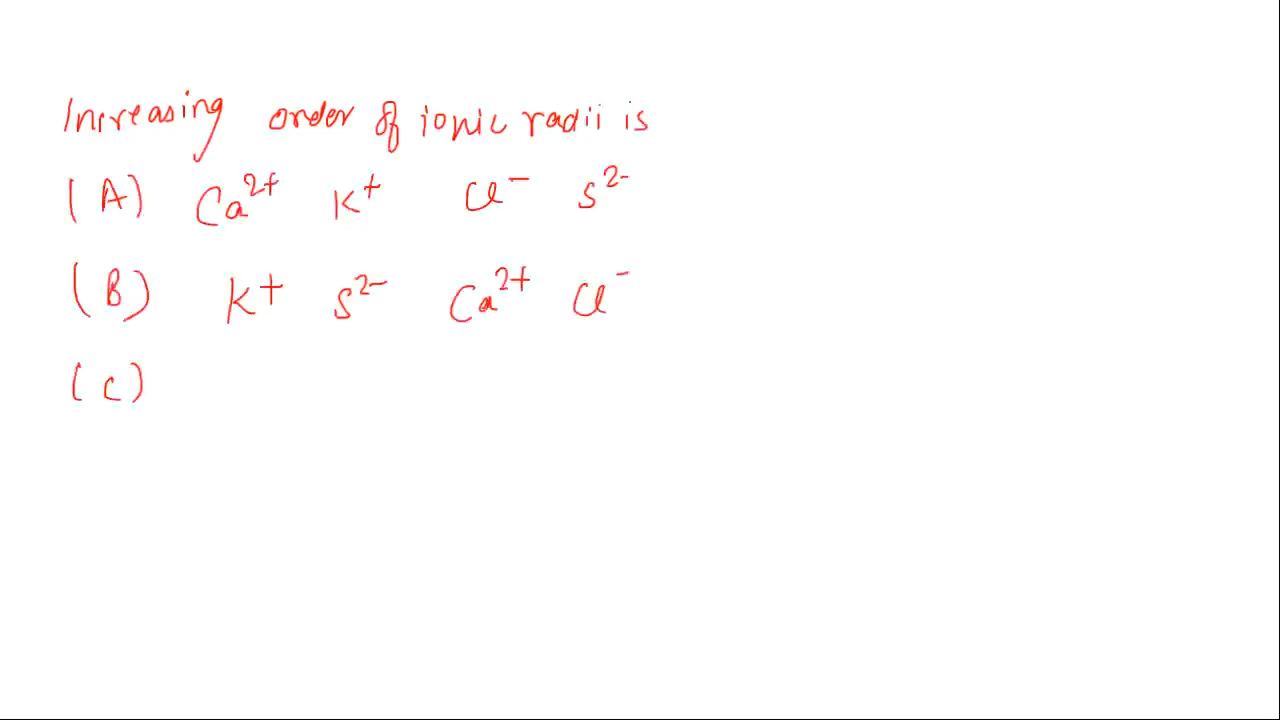 Increasing order of ionic radii is
(A) Ca²⁺ K⁺ Cl⁻ S²⁻
(B) K⁺ S²⁻ Ca²⁺ Cl⁻
(C)